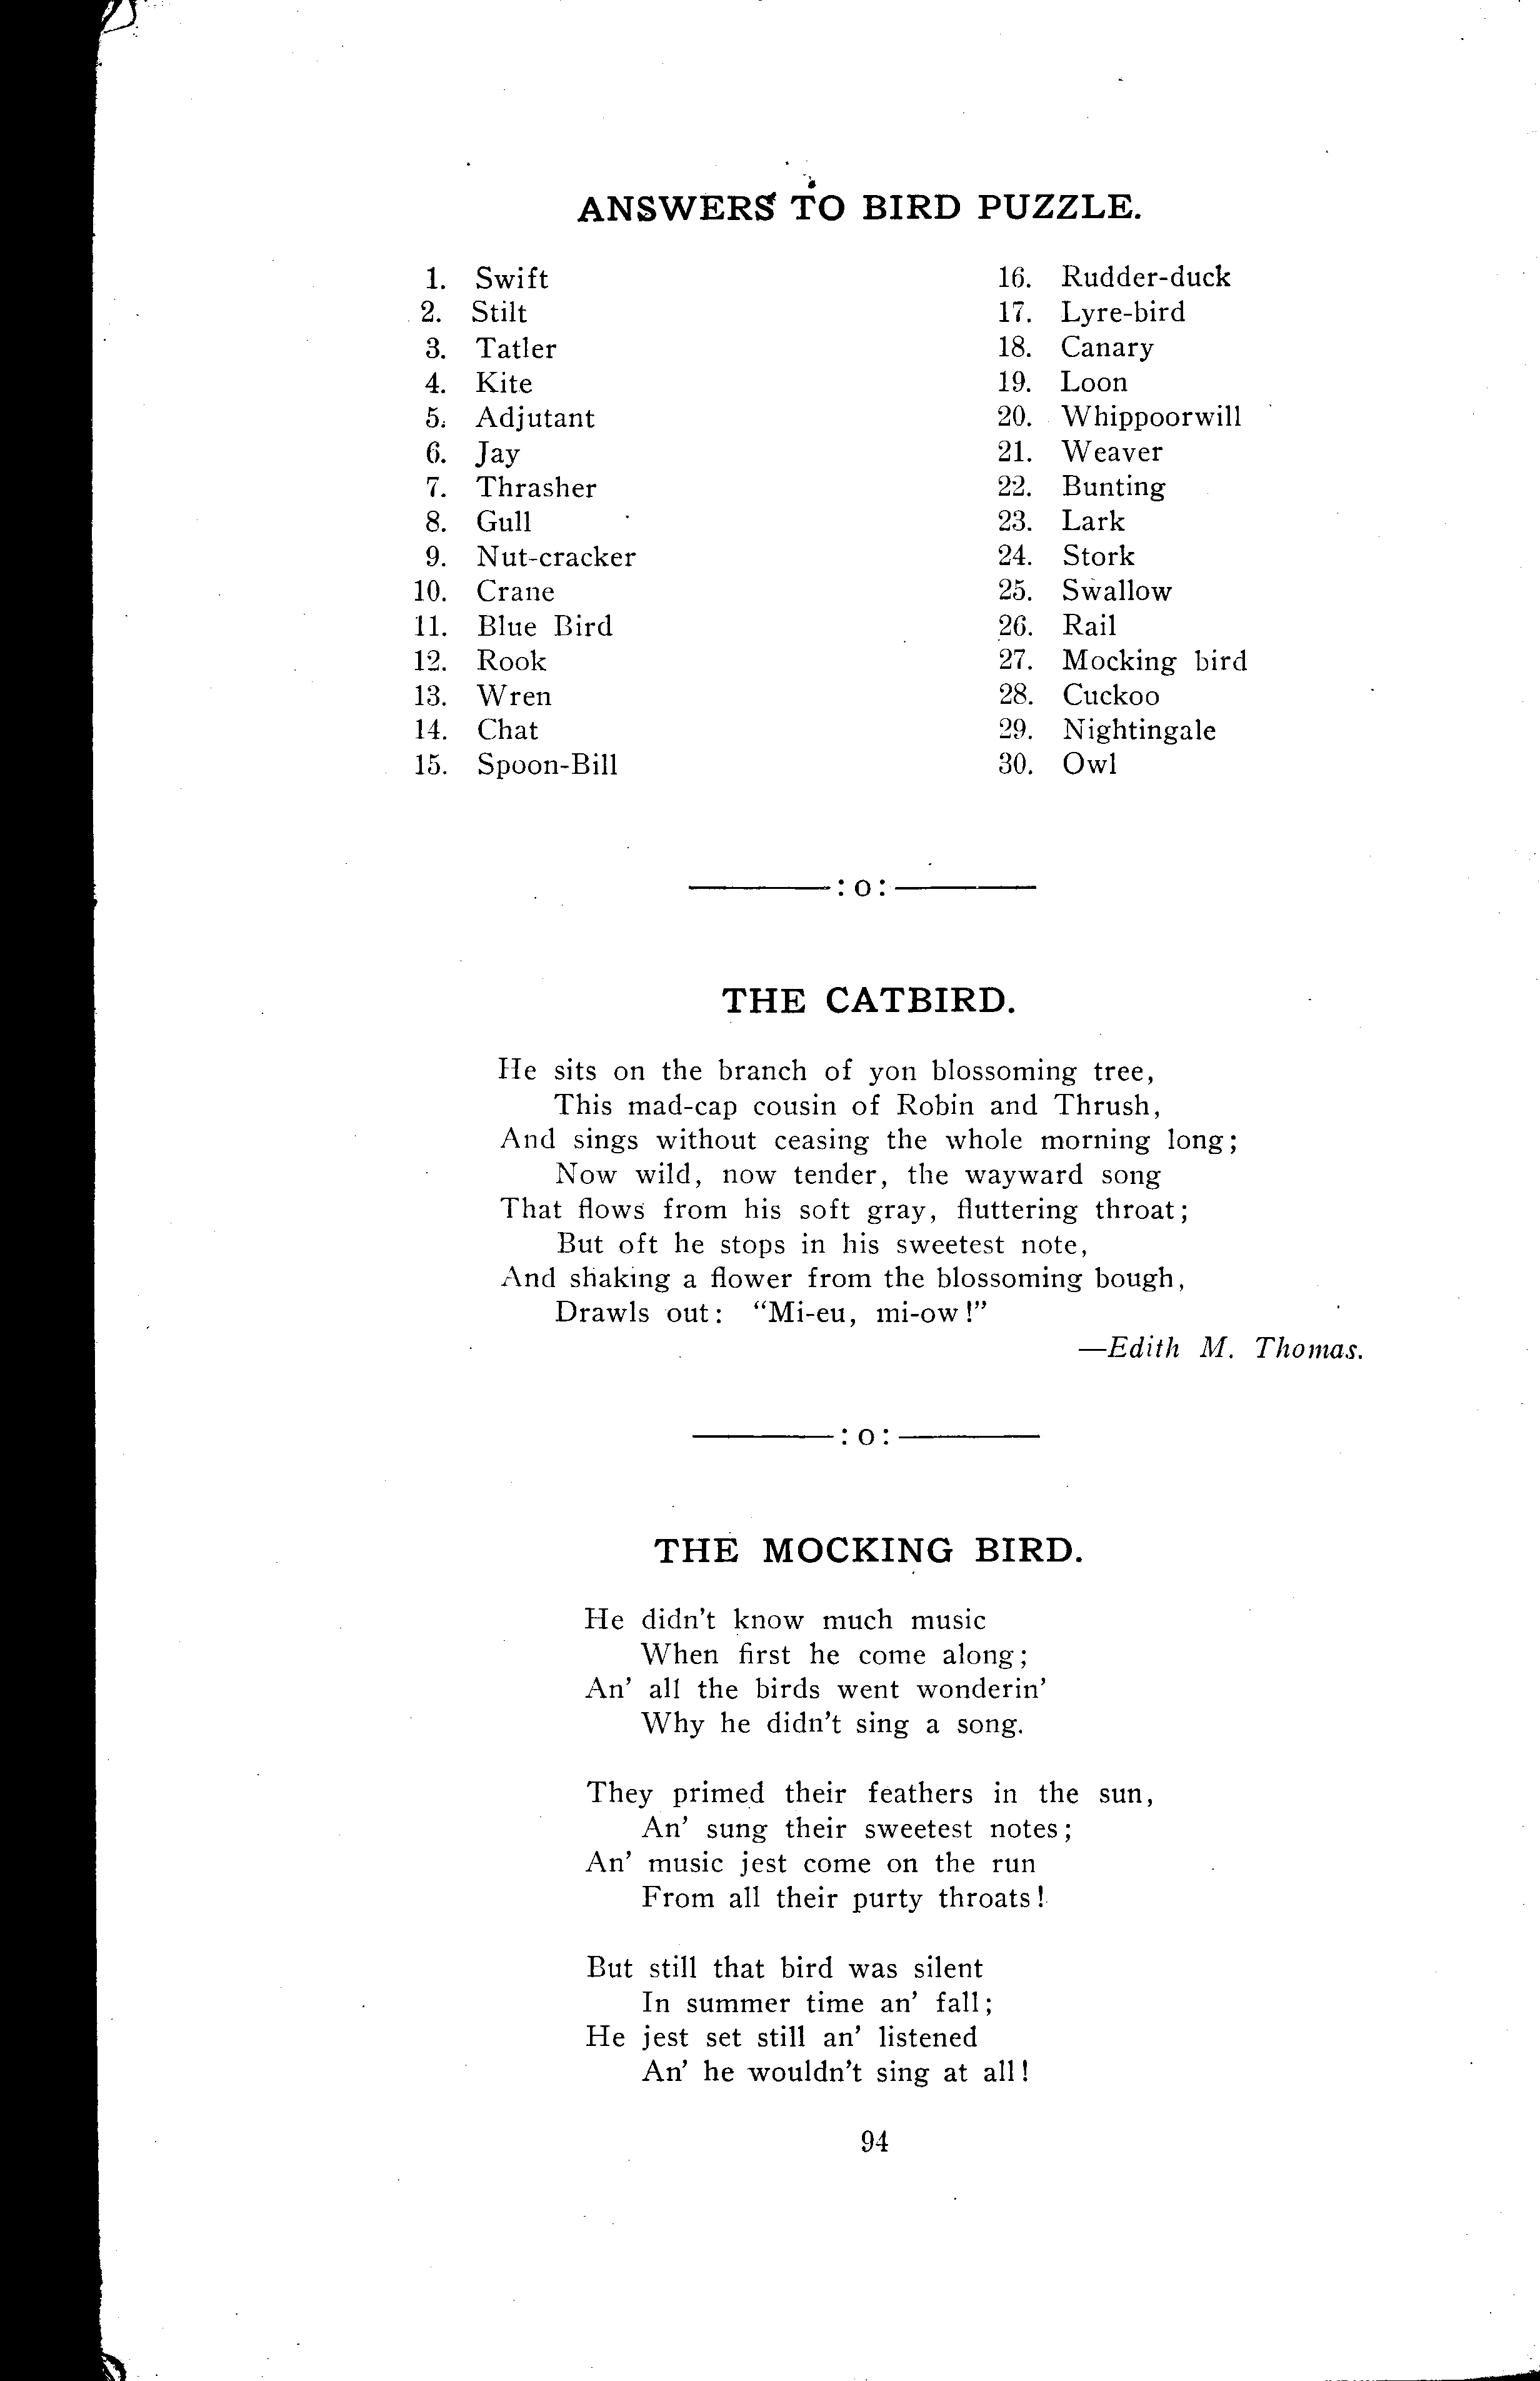 ANSWERS TO BIRD PUZZLE.
1. Swift
2. Stilt
3. Tatler
4. Kite
5. Adjutant
6. Jay
7. Thrasher
8. Gull
9. Nut-cracker
10. Crane
11. Blue Bird
12. Rook
13. Wren
14. Chat
15. Spoon-Bill
16. Rudder-duck
17. Lyre-bird
18. Canary
19. Loon
20. Whippoorwill
21. Weaver
22. Bunting
23. Lark
24. Stork
25. Swallow
26. Rail
27. Mocking bird
28. Cuckoo
29. Nightingale
30. Owl
———:o:———
THE CATBIRD.
He sits on the branch of yon blossoming tree,
This mad-cap cousin of Robin and Thrush,
And sings without ceasing the whole morning long;
Now wild, now tender, the wayward song
That flows from his soft gray, fluttering throat;
But oft he stops in his sweetest note,
And shaking a flower from the blossoming bough,
Drawls out: “Mi-eu, mi-ow!”
—Edith M. Thomas.
———:o:———
THE MOCKING BIRD.
He didn't know much music
When first he come along;
An’ all the birds went wonderin’
Why he didn't sing a song.
They primed their feathers in the sun,
An’ sung their sweetest notes;
An’ music jest come on the run
From all their purty throats!
But still that bird was silent
In summer time an’ fall;
He jest set still an’ listened
An’ he wouldn't sing at all!
94